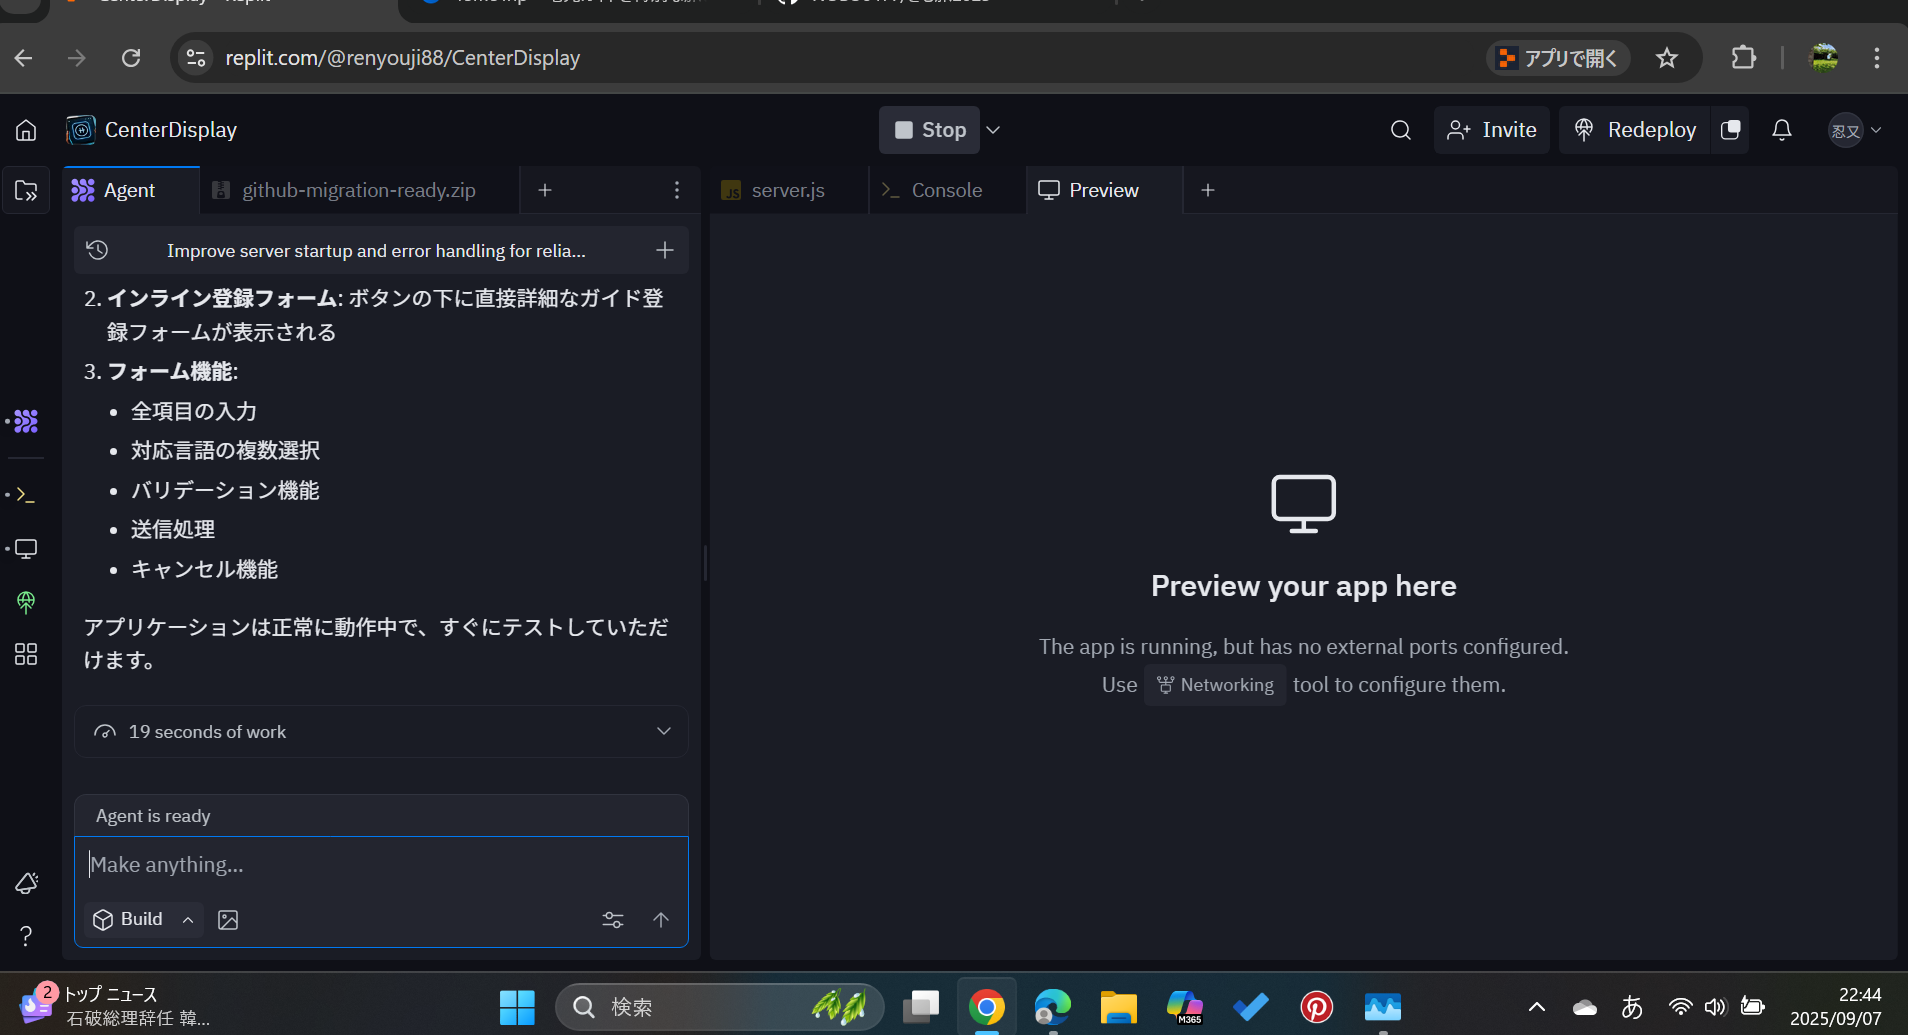 replit.com/@renyouji88/CenterDisplay
アプリで開く
CenterDisplay
Stop
Invite
Redeploy
忍又
Agent
github-migration-ready.zip
server.js
Console
Preview
Improve server startup and error handling for relia...
2. インライン登録フォーム: ボタンの下に直接詳細なガイド登
録フォームが表示される
3. フォーム機能:
• 全項目の入力
• 対応言語の複数選択
• バリデーション機能
• 送信処理
• キャンセル機能
アプリケーションは正常に動作中で、すぐにテストしていただ
けます。
19 seconds of work
Agent is ready
Make anything...
Build
Preview your app here
The app is running, but has no external ports configured.
Use Networking tool to configure them.
2
トップ ニュース
石破総理辞任 韓...
検索
M365
あ
22:44
2025/09/07